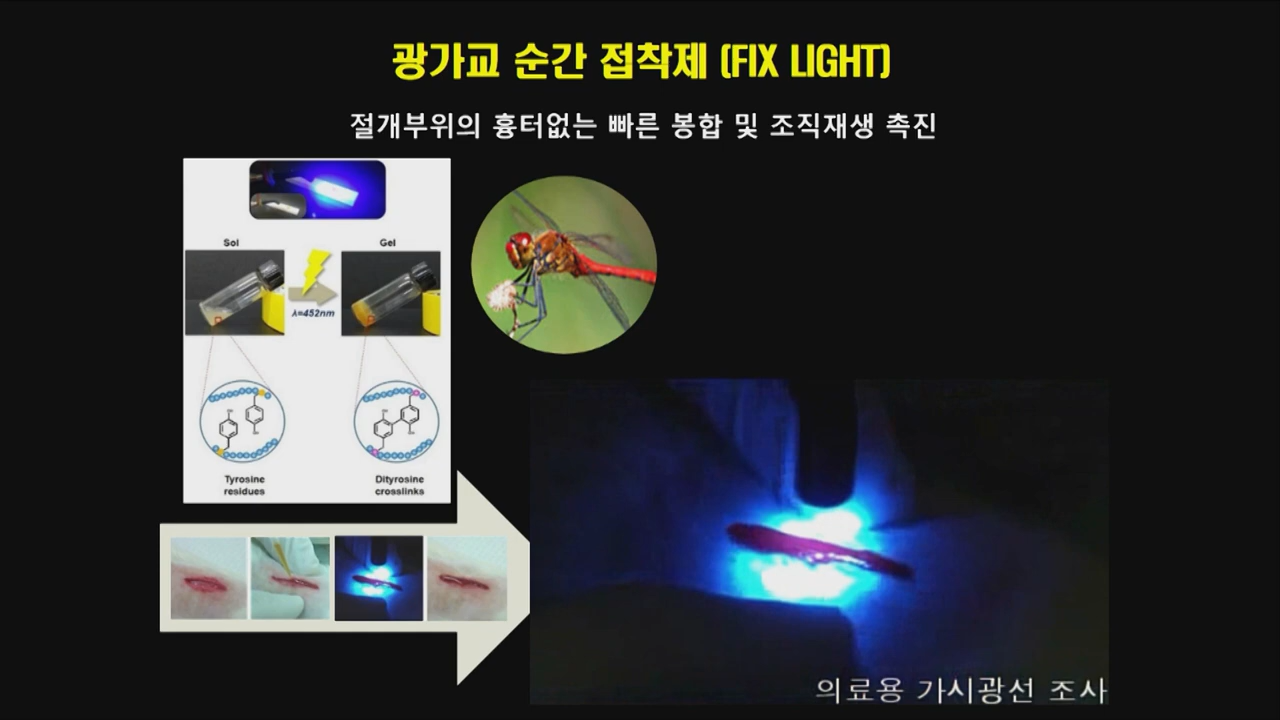 광가교 순간 접착제 (FIX LIGHT)
절개부위의 흉터없는 빠른 봉합 및 조직재생 촉진
Sol
Gel
λ=452nm
Tyrosine
residues
Dityrosine
crosslinks
의료용 가시광선 조사